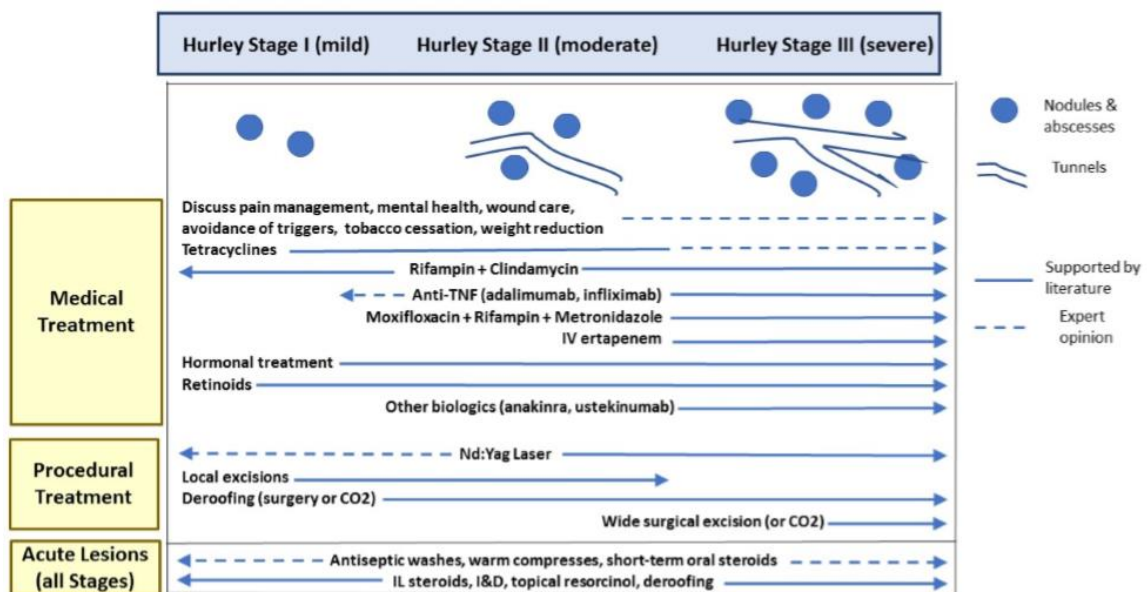 Hurley Stage I (mild) Hurley Stage II (moderate) Hurley Stage III (severe)
Nodules &
abscesses
Tunnels
Supported by
literature
Expert
opinion
Medical
Treatment
Discuss pain management, mental health, wound care,
avoidance of triggers, tobacco cessation, weight reduction
Tetracyclines
Rifampin + Clindamycin
Anti-TNF (adalimumab, infliximab)
Moxifloxacin + Rifampin + Metronidazole
IV ertapenem
Hormonal treatment
Retinoids
Other biologics (anakinra, ustekinumab)
Procedural
Treatment
Nd:Yag Laser
Local excisions
Deroofing (surgery or CO2)
Wide surgical excision (or CO2)
Acute Lesions
(all Stages)
Antiseptic washes, warm compresses, short-term oral steroids
IL steroids, I&D, topical resorcinol, deroofing